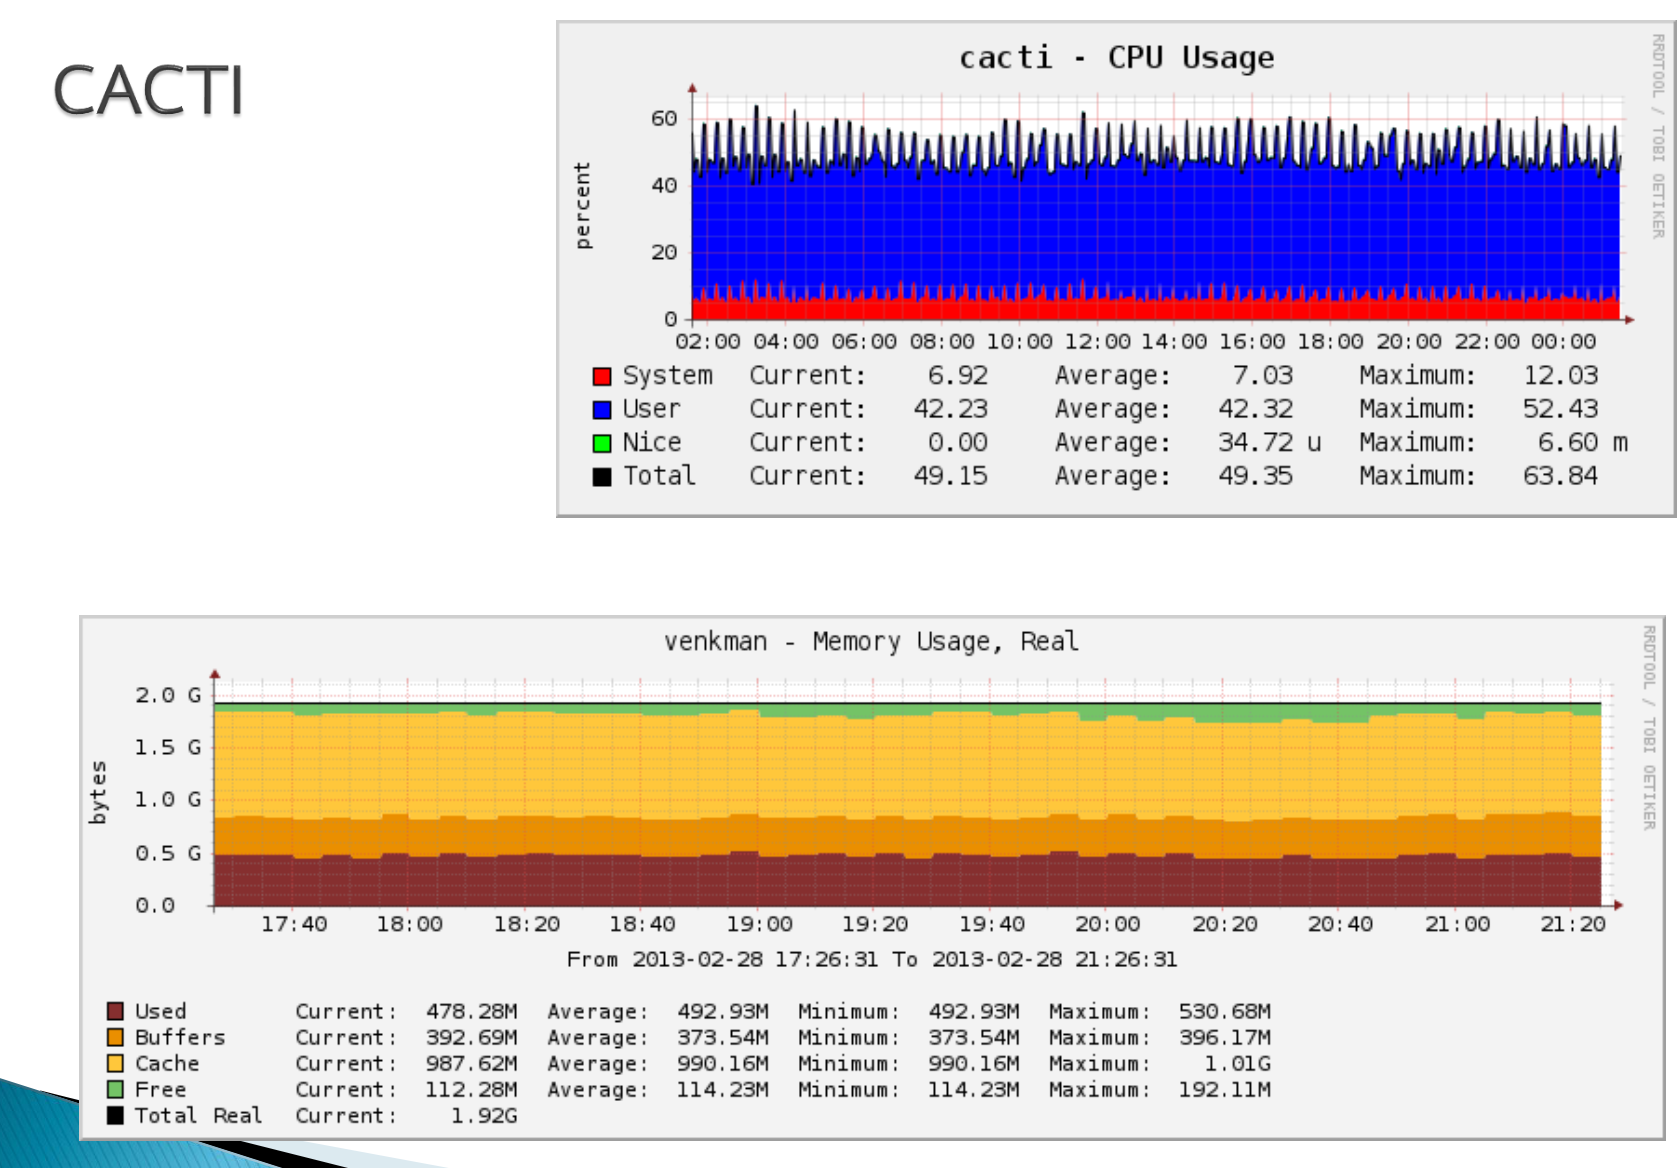 CACTI
cacti - CPU Usage
RRDTOOL / TOBI OETIKER
percent
60
40
20
0
02:00 04:00 06:00 08:00 10:00 12:00 14:00 16:00 18:00 20:00 22:00 00:00
System Current: 6.92 Average: 7.03 Maximum: 12.03
User Current: 42.23 Average: 42.32 Maximum: 52.43
Nice Current: 0.00 Average: 34.72 u Maximum: 6.60 m
Total Current: 49.15 Average: 49.35 Maximum: 63.84
venkman - Memory Usage, Real
RRDTOOL / TOBI OETIKER
bytes
2.0 G
1.5 G
1.0 G
0.5 G
0.0
17:40 18:00 18:20 18:40 19:00 19:20 19:40 20:00 20:20 20:40 21:00 21:20
From 2013-02-28 17:26:31 To 2013-02-28 21:26:31
Used Current: 478.28M Average: 492.93M Minimum: 492.93M Maximum: 530.68M
Buffers Current: 392.69M Average: 373.54M Minimum: 373.54M Maximum: 396.17M
Cache Current: 987.62M Average: 990.16M Minimum: 990.16M Maximum: 1.01G
Free Current: 112.28M Average: 114.23M Minimum: 114.23M Maximum: 192.11M
Total Real Current: 1.92G